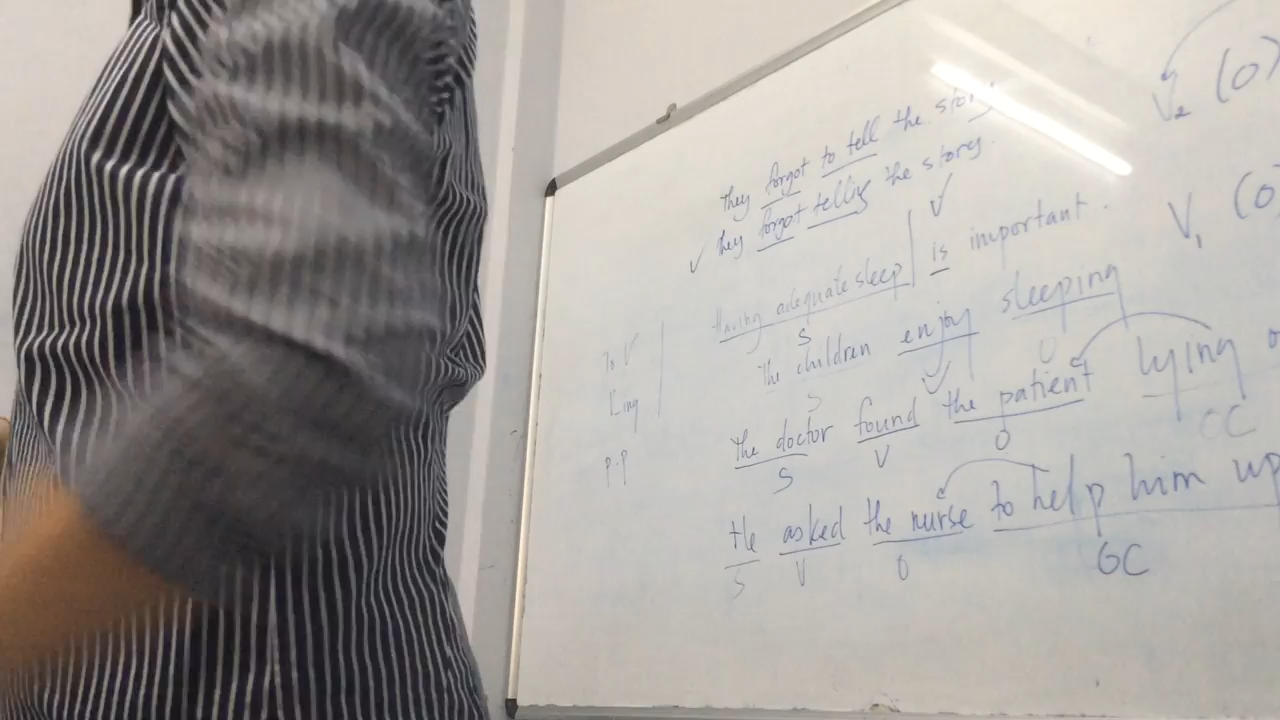 They forgot to tell the story.
✓ They forgot telling the story.
✓
Having adequate sleep | is important.
S
The children enjoy sleeping
S V O
the doctor found the patient lying
S V O OC
He asked the nurse to help him up
S V O OC
To V
Ving
P.P
V2 (O)
V1 (O)